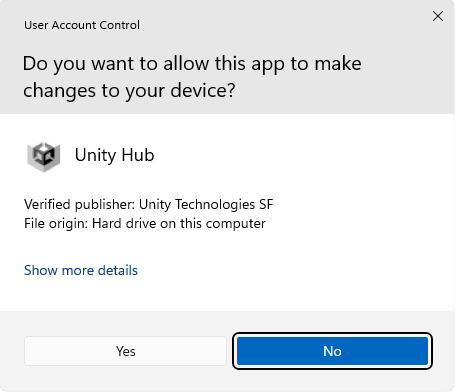 User Account Control
Do you want to allow this app to make
changes to your device?
Unity Hub
Verified publisher: Unity Technologies SF
File origin: Hard drive on this computer
Show more details
Yes
No